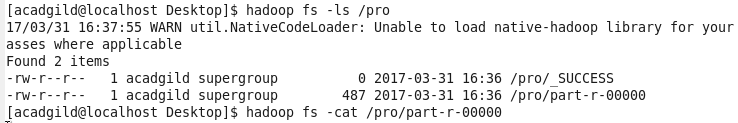 [acadgild@localhost Desktop]$ hadoop fs -ls /pro
17/03/31 16:37:55 WARN util.NativeCodeLoader: Unable to load native-hadoop library for your
asses where applicable
Found 2 items
-rw-r--r--   1 acadgild supergroup          0 2017-03-31 16:36 /pro/_SUCCESS
-rw-r--r--   1 acadgild supergroup        487 2017-03-31 16:36 /pro/part-r-00000
[acadgild@localhost Desktop]$ hadoop fs -cat /pro/part-r-00000